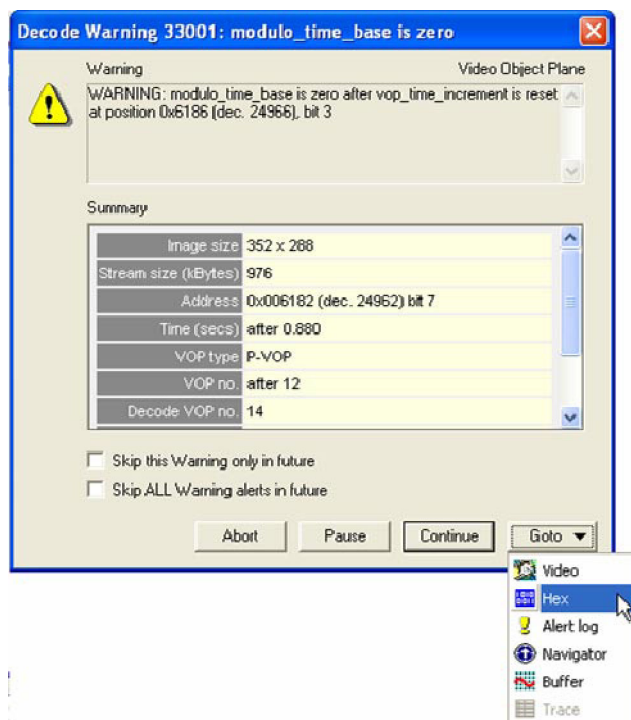 Decode Warning 33001: modulo_time_base is zero
Warning Video Object Plane
WARNING: modulo_time_base is zero after vop_time_increment is reset
at position 0x6186 (dec. 24966), bit 3
Summary
Image size 352 x 288
Stream size (kBytes) 976
Address 0x006182 (dec. 24962) bit 7
Time (secs) after 0.880
VOP type P-VOP
VOP no. after 12
Decode VOP no. 14
Skip this Warning only in future
Skip ALL Warning alerts in future
Abort Pause Continue Goto
Video
Hex
Alert log
Navigator
Buffer
Trace